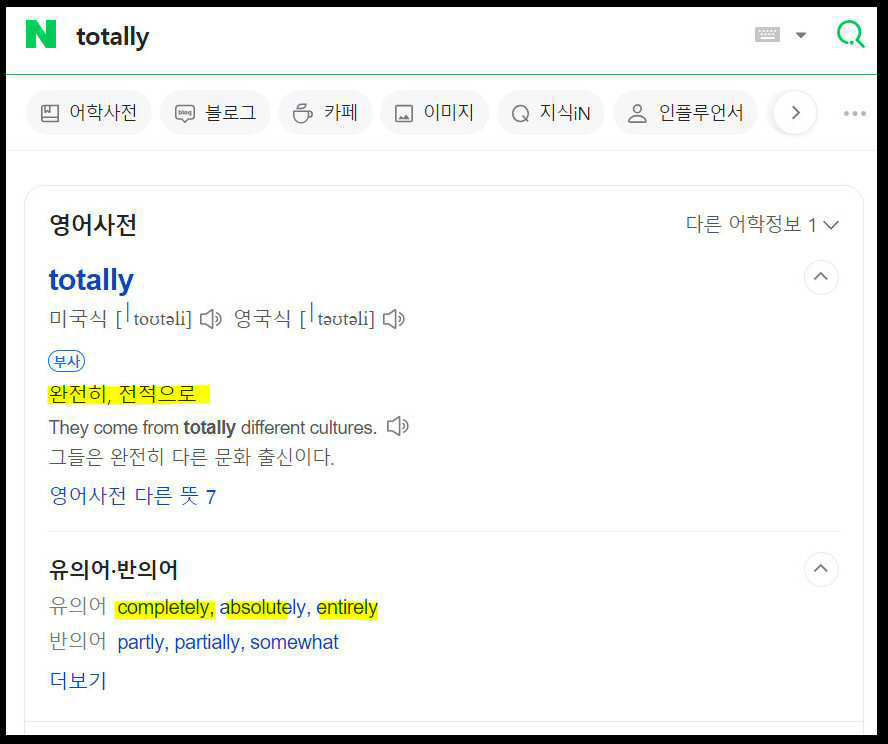 N totally
어학사전 blog 블로그 카페 이미지 지식iN 인플루언서
영어사전 다른 어학정보 1
totally
미국식 [|toʊtəli] 영국식 [|təʊtəli]
부사
완전히, 전적으로
They come from totally different cultures.
그들은 완전히 다른 문화 출신이다.
영어사전 다른 뜻 7
유의어·반의어
유의어 completely, absolutely, entirely
반의어 partly, partially, somewhat
더보기